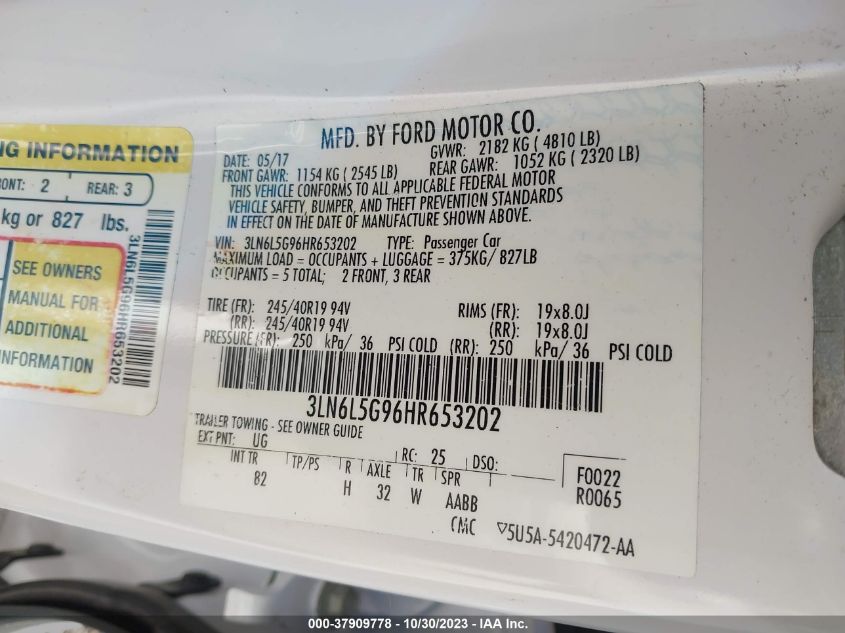 NG INFORMATION
ONT: 2 REAR: 3
kg or 827 lbs.
SEE OWNERS
MANUAL FOR
ADDITIONAL
INFORMATION
3LN6L5G96HR653202
MFD. BY FORD MOTOR CO.
DATE: 05/17 GVWR: 2182 KG ( 4810 LB)
FRONT GAWR: 1154 KG ( 2545 LB) REAR GAWR: 1052 KG ( 2320 LB)
THIS VEHICLE CONFORMS TO ALL APPLICABLE FEDERAL MOTOR
VEHICLE SAFETY, BUMPER, AND THEFT PREVENTION STANDARDS
IN EFFECT ON THE DATE OF MANUFACTURE SHOWN ABOVE.
VIN: 3LN6L5G96HR653202 TYPE: Passenger Car
MAXIMUM LOAD = OCCUPANTS + LUGGAGE = 375KG/ 827LB
OCCUPANTS = 5 TOTAL; 2 FRONT, 3 REAR
TIRE (FR): 245/40R19 94V RIMS (FR): 19x8.0J
(RR): 245/40R19 94V (RR): 19x8.0J
PRESSURE (FR): 250 kPa/ 36 PSI COLD (RR): 250 kPa/ 36 PSI COLD
3LN6L5G96HR653202
TRAILER TOWING - SEE OWNER GUIDE
EXT PNT: UG RC: 25 DSO:
INT TR TP/PS R AXLE TR SPR
B2 H 32 W AABB
CMC
F0022
R0065
▽5U5A-5420472-AA
000-37909778 - 10/30/2023 - IAA Inc.